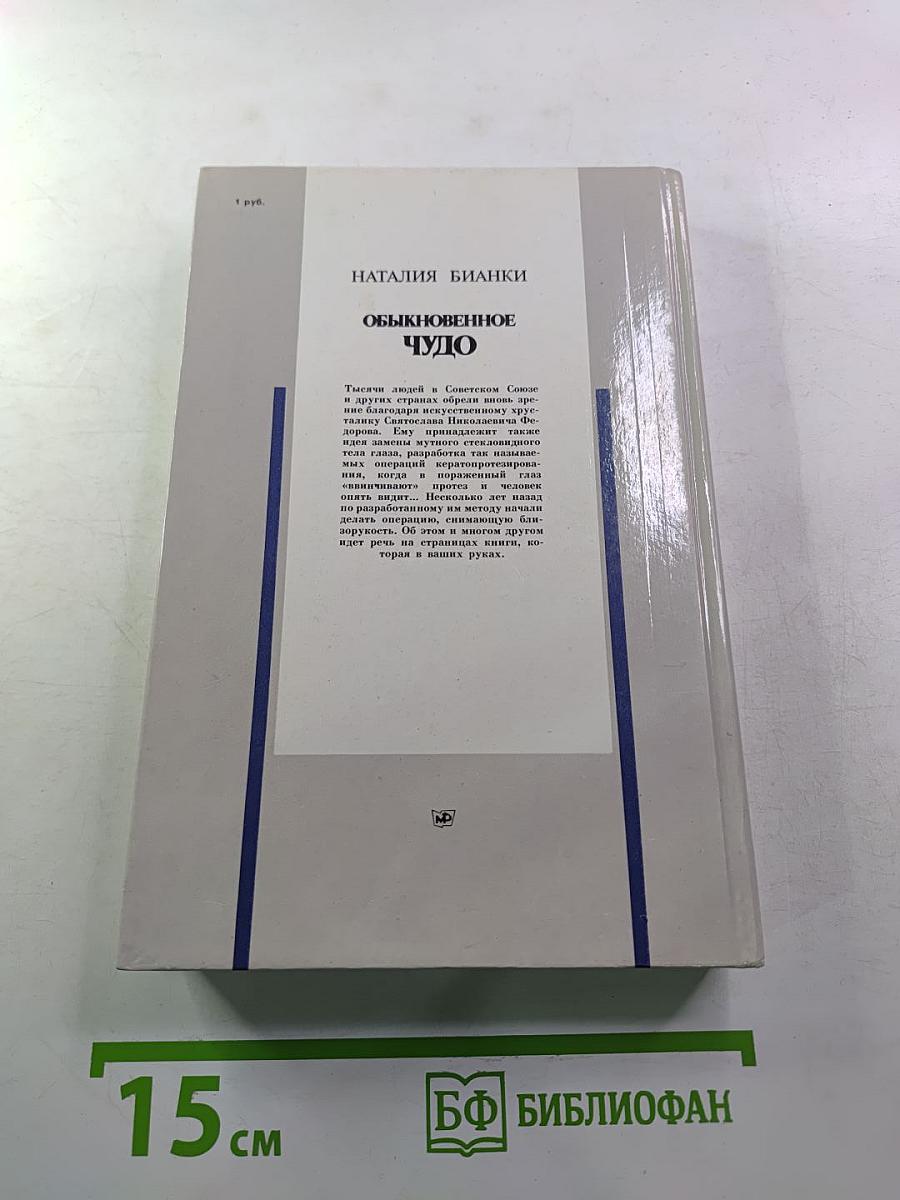 1 руб.
НАТАЛИЯ БИАНКИ
ОБЫКНОВЕННОЕ
ЧУДО
Тысячи людей в Советском Союзе
и других странах обрели вновь зре-
ние благодаря искусственному хрус-
талику Святослава Николаевича Фе-
дорова. Ему принадлежит также
идея замены мутного стекловидного
тела глаза, разработка так называе-
мых операций кератопротезирова-
ния, когда в пораженный глаз
«ввинчивают» протез и человек
опять видит... Несколько лет назад
по разработанному им методу начали
делать операцию, снимающую бли-
зорукость. Об этом и многом другом
идет речь на страницах книги, ко-
торая в ваших руках.
МР
15 см
БФ БИБЛИОФАН